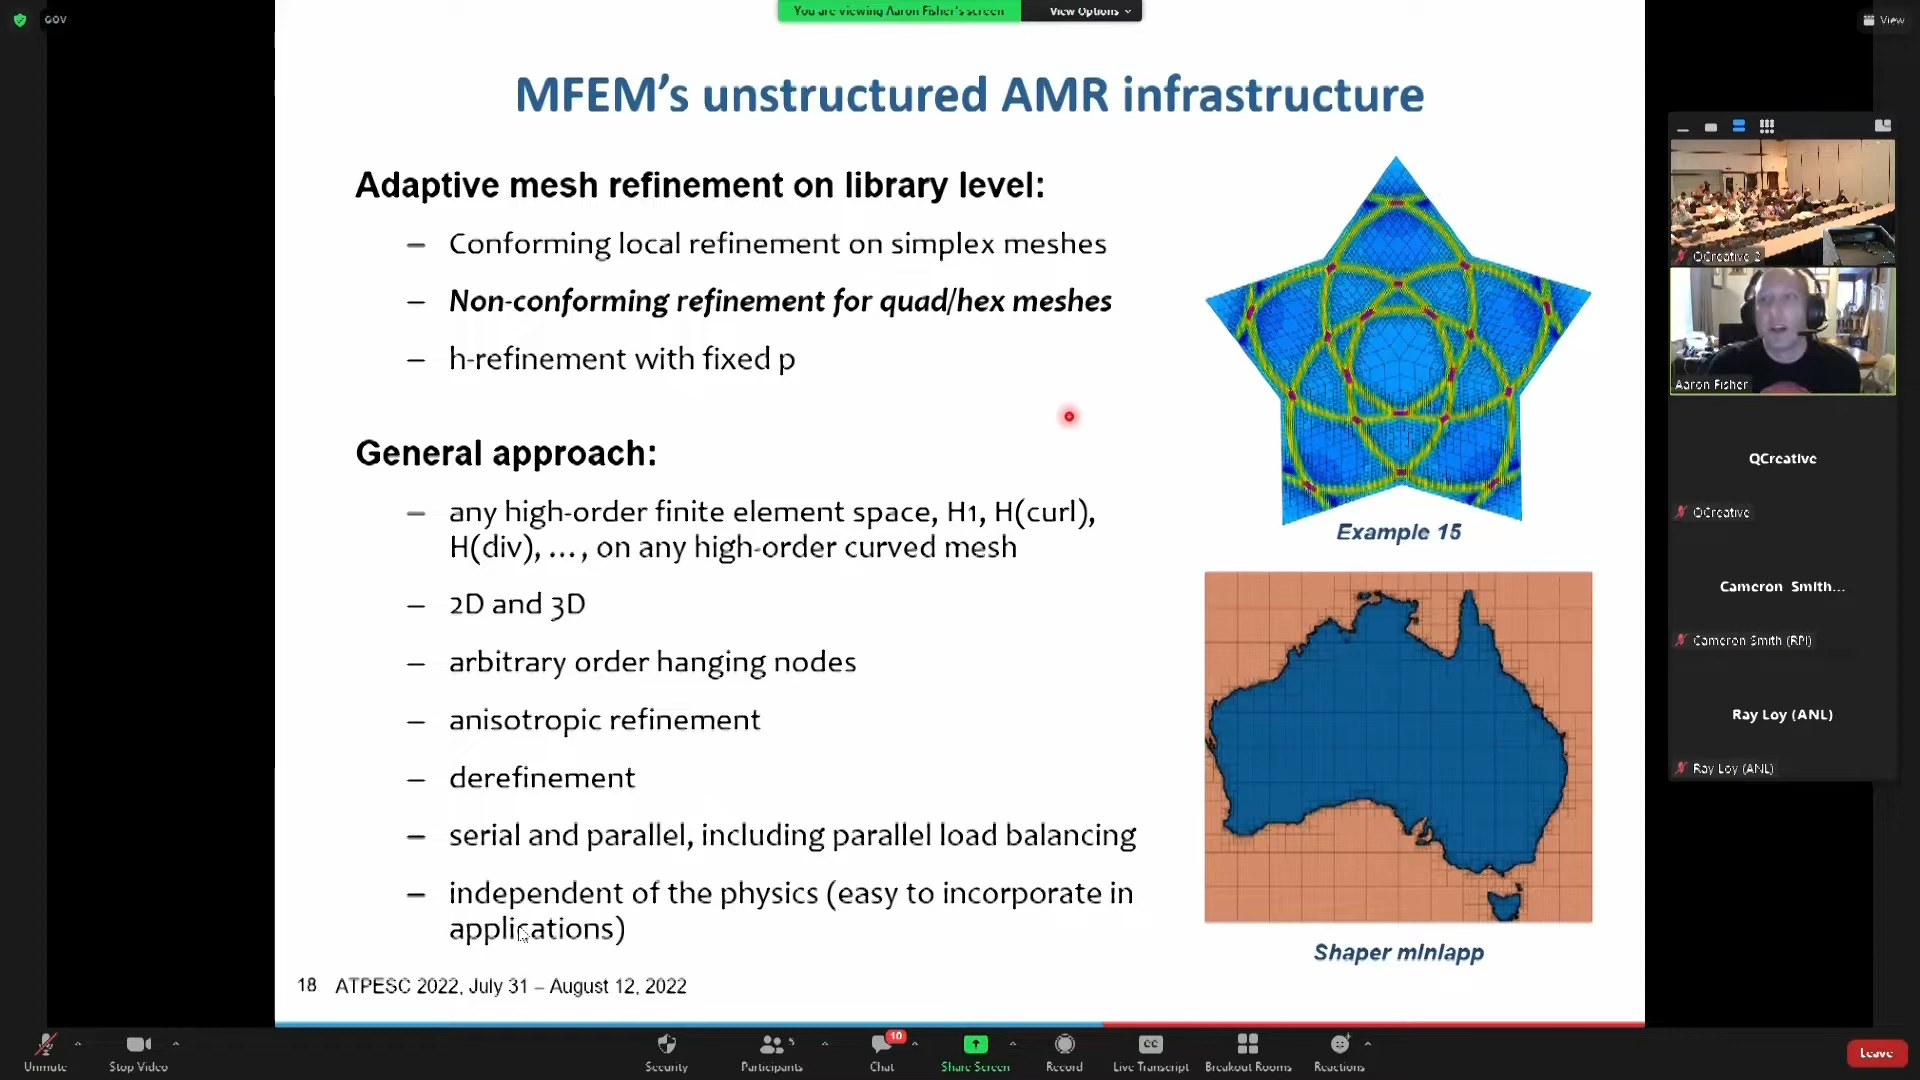 GOV
You are viewing Aaron Fisher's screen
View Options
View
MFEM's unstructured AMR infrastructure
Adaptive mesh refinement on library level:
– Conforming local refinement on simplex meshes
– Non-conforming refinement for quad/hex meshes
– h-refinement with fixed p
General approach:
– any high-order finite element space, H1, H(curl),
H(div), ..., on any high-order curved mesh
– 2D and 3D
– arbitrary order hanging nodes
– anisotropic refinement
– derefinement
– serial and parallel, including parallel load balancing
– independent of the physics (easy to incorporate in
applications)
Example 15
Shaper miniapp
18 ATPESC 2022, July 31 – August 12, 2022
QCreative 2
Aaron Fisher
QCreative
QCreative
Cameron Smith...
Cameron Smith (RPI)
Ray Loy (ANL)
Ray Loy (ANL)
Unmute
Stop Video
Security
Participants
10
Chat
Share Screen
Record
CC
Live Transcript
Breakout Rooms
Reactions
Leave